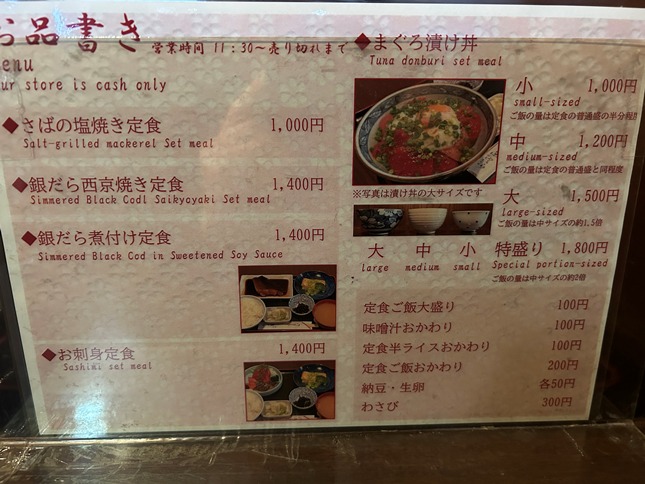 お品書き 営業時間 11:30～売り切れまで
menu
our store is cash only
◆さばの塩焼き定食 1,000円
Salt-grilled mackerel Set meal
◆銀だら西京焼き定食 1,400円
Simmered Black Codl Saikyoyaki Set meal
◆銀だら煮付け定食 1,400円
Simmered Black Cod in Sweetened Soy Sauce
◆お刺身定食 1,400円
Sashimi set meal
◆まぐろ漬け丼
Tuna donburi set meal
小 1,000円
small-sized
ご飯の量は定食の普通盛の半分程度
中 1,200円
medium-sized
ご飯の量は定食の普通盛と同程度
大 1,500円
large-sized
ご飯の量は中サイズの約1.5倍
※写真は漬け丼の大サイズです
大 中 小
large medium small
特盛り 1,800円
Special portion-sized
ご飯の量は中サイズの約2倍
定食ご飯大盛り 100円
味噌汁おかわり 100円
定食半ライスおかわり 100円
定食ご飯おかわり 200円
納豆・生卵 各50円
わさび 300円